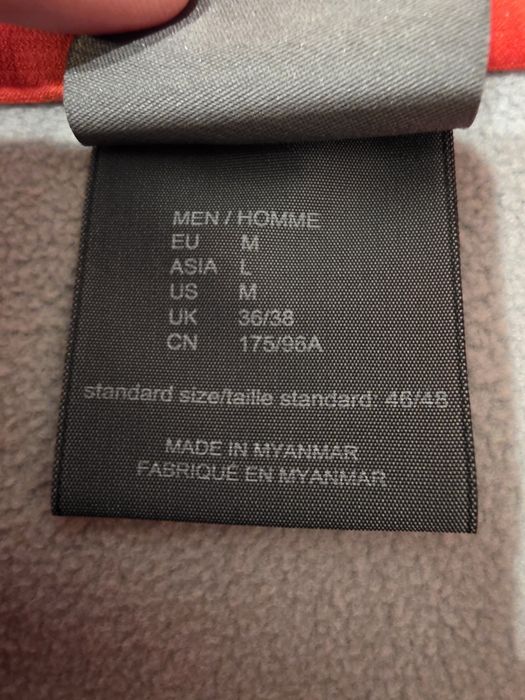 MEN / HOMME
EU M
ASIA L
US M
UK 36/38
CN 175/96A
standard size/taille standard: 46/48
MADE IN MYANMAR
FABRIQUÉ EN MYANMAR